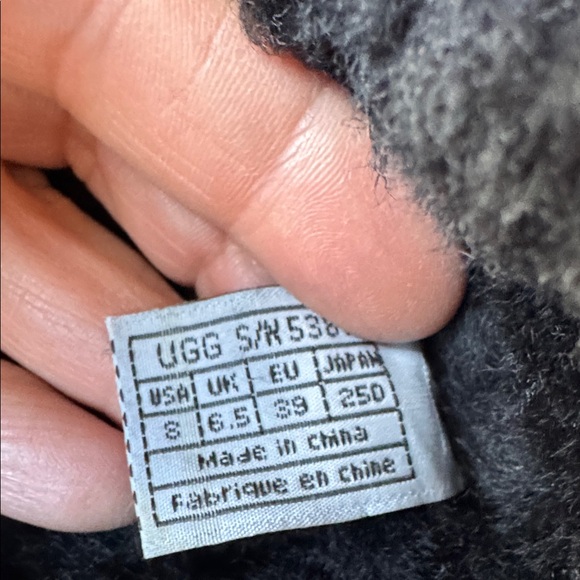 UGG S/N 538
USA UK EU JAPAN
8 6.5 39 250
Made in China
Fabrique en Chine